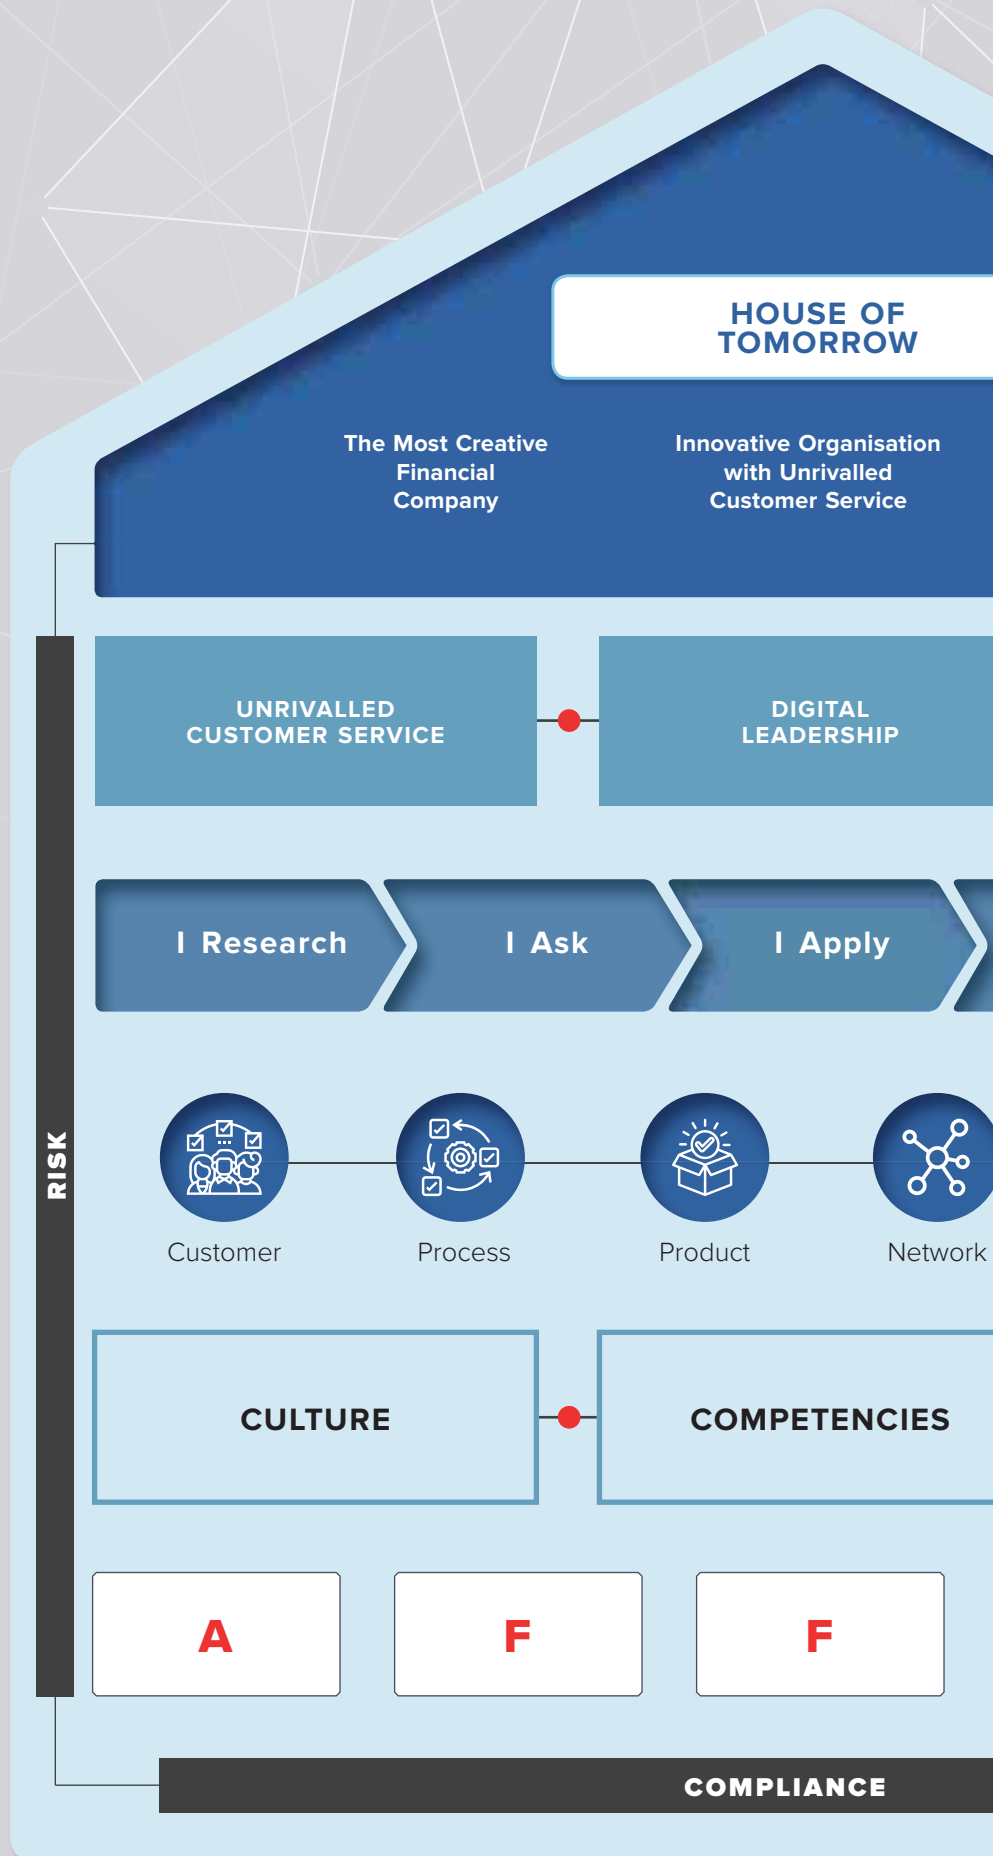 HOUSE OF
TOMORROW
The Most Creative
Financial
Company
Innovative Organisation
with Unrivalled
Customer Service
UNRIVALLED
CUSTOMER SERVICE
DIGITAL
LEADERSHIP
I Research
I Ask
I Apply
RISK
Customer
Process
Product
Network
CULTURE
COMPETENCIES
A
F
F
COMPLIANCE